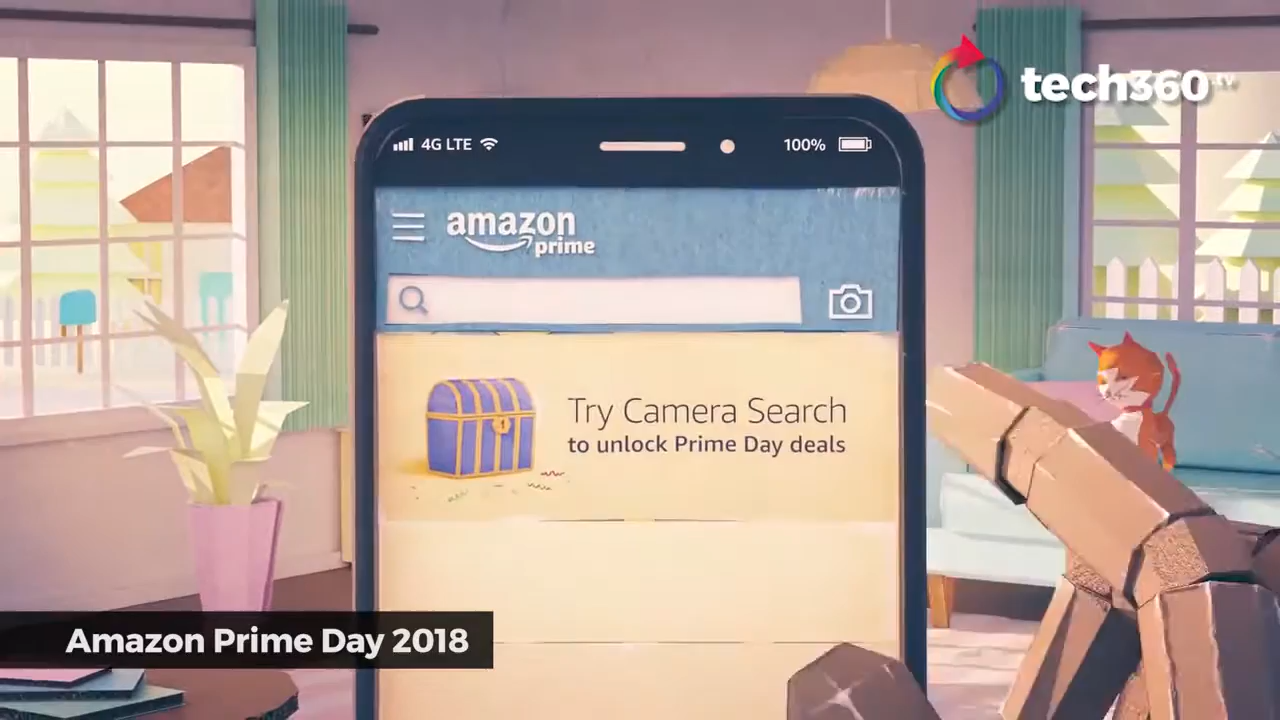 tech360.tv
4G LTE
100%
amazon
prime
Try Camera Search
to unlock Prime Day deals
Amazon Prime Day 2018